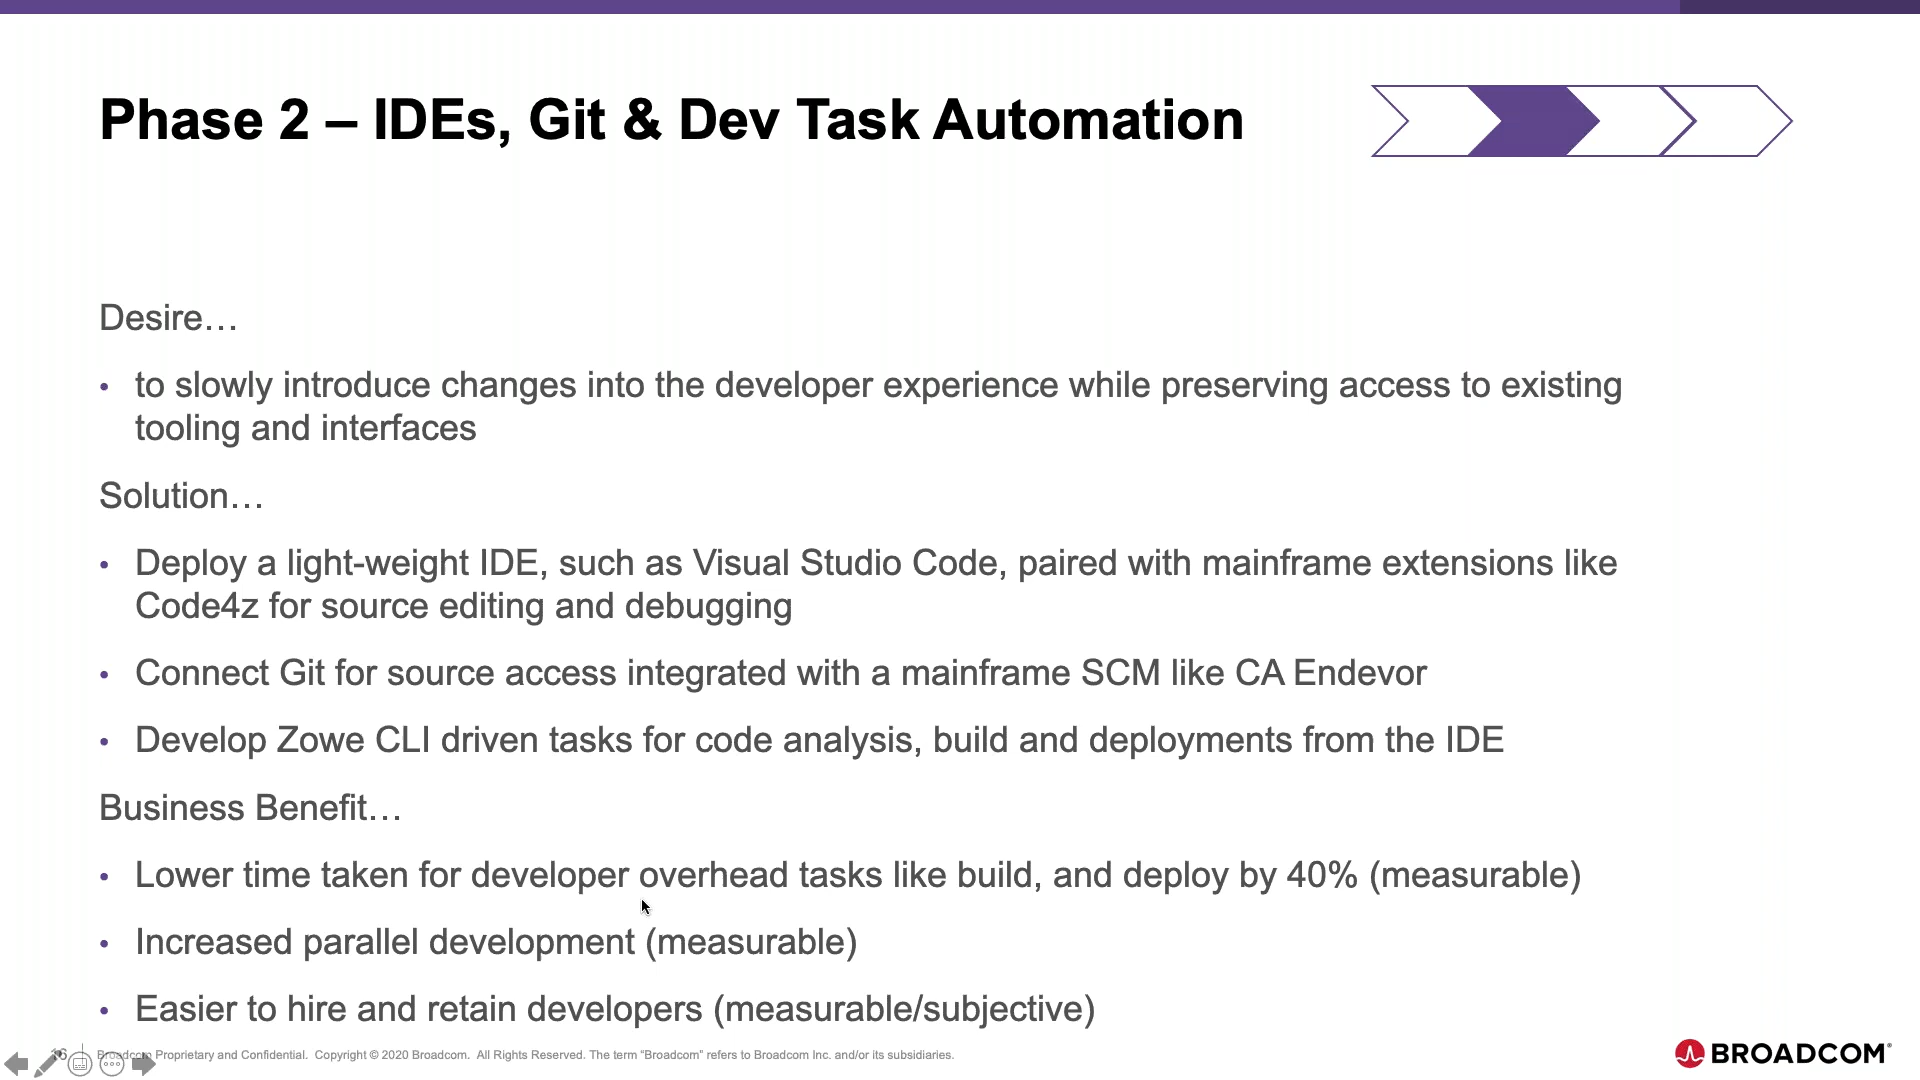 Phase 2 – IDEs, Git & Dev Task Automation
Desire…
• to slowly introduce changes into the developer experience while preserving access to existing
tooling and interfaces
Solution…
• Deploy a light-weight IDE, such as Visual Studio Code, paired with mainframe extensions like
Code4z for source editing and debugging
• Connect Git for source access integrated with a mainframe SCM like CA Endevor
• Develop Zowe CLI driven tasks for code analysis, build and deployments from the IDE
Business Benefit…
• Lower time taken for developer overhead tasks like build, and deploy by 40% (measurable)
• Increased parallel development (measurable)
• Easier to hire and retain developers (measurable/subjective)
16 Broadcom Proprietary and Confidential. Copyright © 2020 Broadcom. All Rights Reserved. The term “Broadcom” refers to Broadcom Inc. and/or its subsidiaries.
BROADCOM®